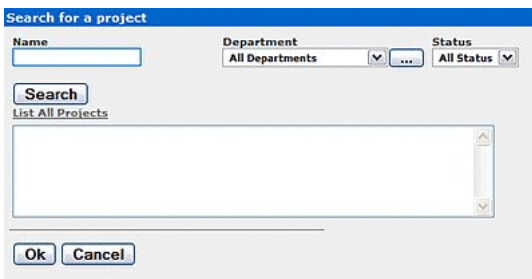 Search for a project
Name Department Status
All Departments ... All Status
Search
List All Projects
Ok Cancel